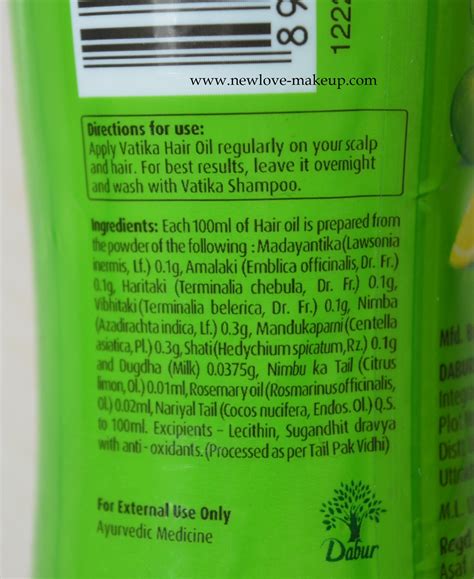 www.newlove-makeup.com
Directions for use:
Apply Vatika Hair Oil regularly on your scalp
and hair. For best results, leave it overnight
and wash with Vatika Shampoo.
Ingredients: Each 100ml of Hair oil is prepared from
the powder of the following : Madayantika (Lawsonia
inermis, Lf.) 0.1g, Amalaki (Emblica officinalis, Dr. Fr.)
0.1g, Haritaki (Terminalia chebula, Dr. Fr.) 0.1g,
Vibhitaki (Terminalia belerica, Dr. Fr.) 0.1g, Nimba
(Azadirachta indica, Lf.) 0.3g, Mandukaparni (Centella
asiatica, Pl.) 0.3g, Shati (Hedychium spicatum, Rz.) 0.1g
and Dugdha (Milk) 0.0375g, Nimbu ka Tail (Citrus
limon, Ol.) 0.01ml, Rosemary oil (Rosmarinus officinalis,
Ol.) 0.02ml, Nariyal Tail (Cocos nucifera, Endos. Ol.) Q.S.
to 100ml. Excipients - Lecithin, Sugandhit dravya
with anti - oxidants. (Processed as per Tail Pak Vidhi)
For External Use Only
Ayurvedic Medicine
Dabur
Mfd.
DABUR
M.L.
Regd.